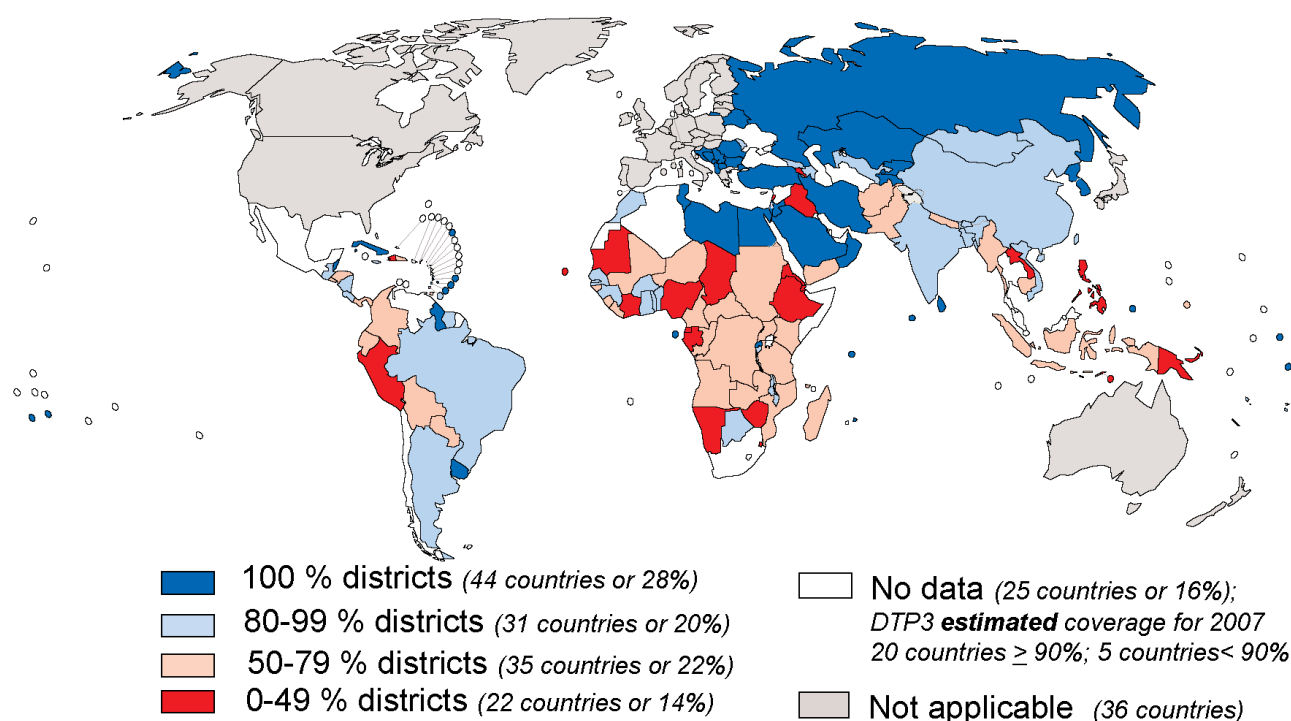 100 % districts (44 countries or 28%)
80-99 % districts (31 countries or 20%)
50-79 % districts (35 countries or 22%)
0-49 % districts (22 countries or 14%)
No data (25 countries or 16%);
DTP3 estimated coverage for 2007
20 countries ≥ 90%; 5 countries< 90%
Not applicable (36 countries)